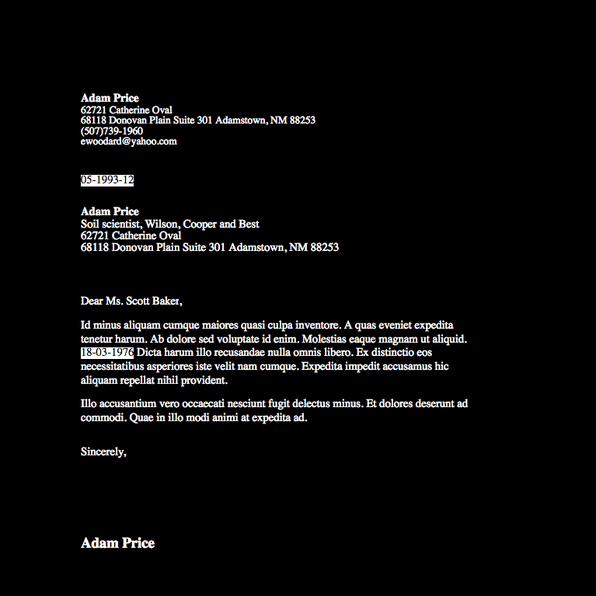 Adam Price
62721 Catherine Oval
68118 Donovan Plain Suite 301 Adamstown, NM 88253
(507)739-1960
ewoodard@yahoo.com
05-1993-12
Adam Price
Soil scientist, Wilson, Cooper and Best
62721 Catherine Oval
68118 Donovan Plain Suite 301 Adamstown, NM 88253
Dear Ms. Scott Baker,
Id minus aliquam cumque maiores quasi culpa inventore. A quas eveniet expedita
tenetur harum. Ab dolore sed voluptate id enim. Molestias eaque magnam ut aliquid.
18-03-1976 Dicta harum illo recusandae nulla omnis libero. Ex distinctio eos
necessitatibus asperiores iste velit nam cumque. Expedita impedit accusamus hic
aliquam repellat nihil provident.
Illo accusantium vero occaecati nesciunt fugit delectus minus. Et dolores deserunt ad
commodi. Quae in illo modi animi at expedita ad.
Sincerely,
Adam Price